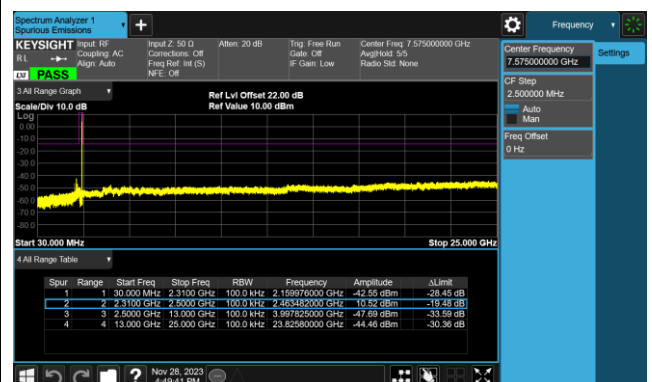 Spectrum Analyzer 1
Spurious Emissions
Frequency
KEYSIGHT
Input: RF
Input Z: 50 Ω
Atten: 20 dB
Trig: Free Run
Center Freq: 7.575000000 GHz
R L
Coupling: AC
Corrections: Off
Gate: Off
Avg|Hold: 5/5
Align: Auto
Freq Ref: Int (S)
IF Gain: Low
Radio Std: None
NFE: Off
PASS
Center Frequency
7.575000000 GHz
Settings
CF Step
2.500000 MHz
Auto
Man
Freq Offset
0 Hz
3 All Range Graph
Ref Lvl Offset 22.00 dB
Scale/Div 10.0 dB
Ref Value 10.00 dBm
Log
0.00
-10.0
-20.0
-30.0
-40.0
-50.0
-60.0
-70.0
-80.0
Start 30.000 MHz
Stop 25.000 GHz
4 All Range Table
Spur Range Start Freq Stop Freq RBW Frequency Amplitude ΔLimit
1 1 30.000 MHz 2.3100 GHz 100.0 kHz 2.159976000 GHz -42.55 dBm -28.45 dB
2 2 2.3100 GHz 2.5000 GHz 100.0 kHz 2.463482000 GHz 10.52 dBm -19.48 dB
3 3 2.5000 GHz 13.000 GHz 100.0 kHz 3.997825000 GHz -47.69 dBm -33.59 dB
4 4 13.000 GHz 25.000 GHz 100.0 kHz 23.82580000 GHz -44.46 dBm -30.36 dB
?
Nov 28, 2023
4:49:41 PM